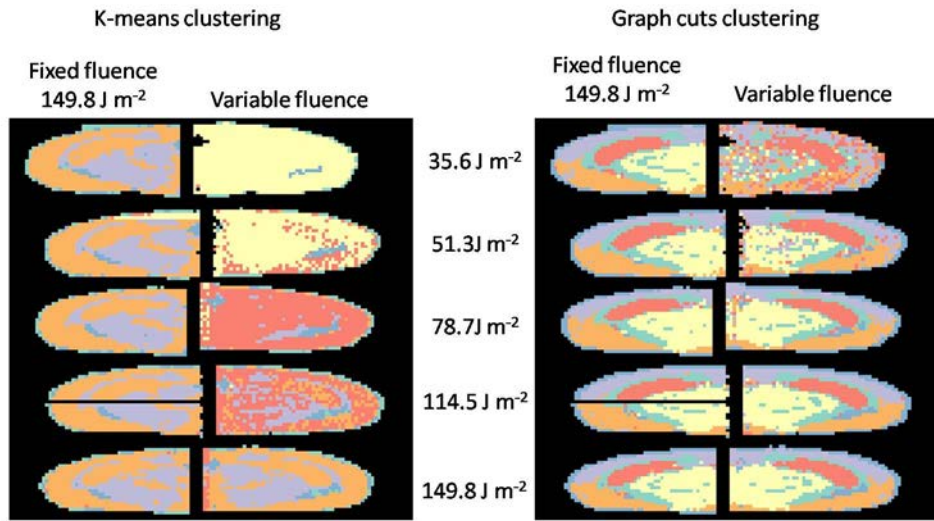 K-means clustering
Graph cuts clustering
Fixed fluence
149.8 J m⁻²
Variable fluence
Fixed fluence
149.8 J m⁻²
Variable fluence
35.6 J m⁻²
51.3J m⁻²
78.7J m⁻²
114.5 J m⁻²
149.8 J m⁻²